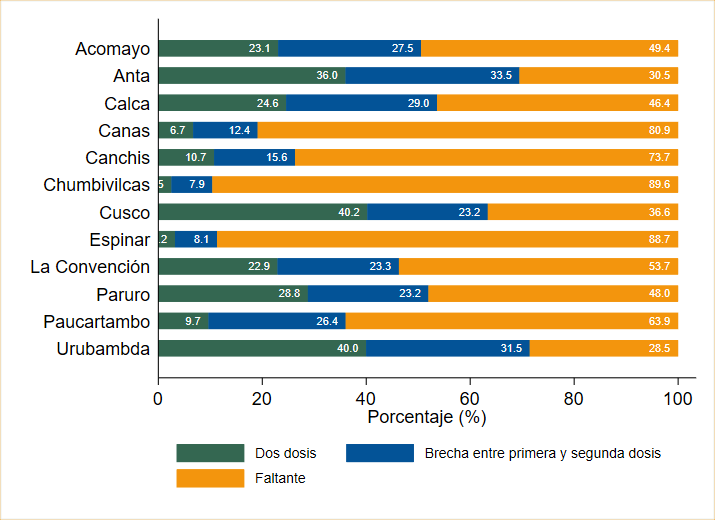 Acomayo 23.1 27.5 49.4
Anta 36.0 33.5 30.5
Calca 24.6 29.0 46.4
Canas 6.7 12.4 80.9
Canchis 10.7 15.6 73.7
Chumbivilcas 5 7.9 89.6
Cusco 40.2 23.2 36.6
Espinar .2 8.1 88.7
La Convención 22.9 23.3 53.7
Paruro 28.8 23.2 48.0
Paucartambo 9.7 26.4 63.9
Urubambda 40.0 31.5 28.5
0 20 40 60 80 100
Porcentaje (%)
Dos dosis Brecha entre primera y segunda dosis
Faltante